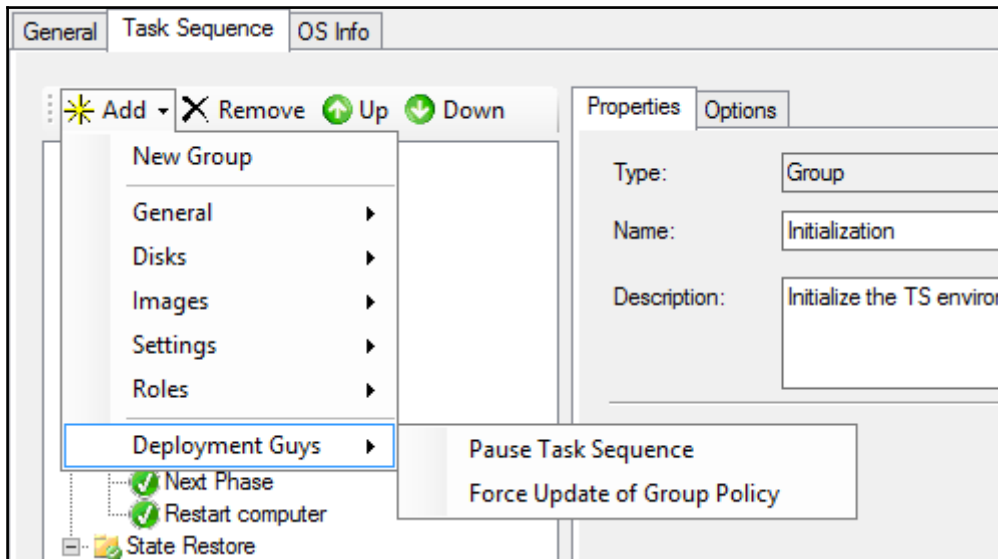 General Task Sequence OS Info
Add Remove Up Down
New Group
General
Disks
Images
Settings
Roles
Deployment Guys
Pause Task Sequence
Force Update of Group Policy
Next Phase
Restart computer
State Restore
Properties Options
Type: Group
Name: Initialization
Description: Initialize the TS enviro